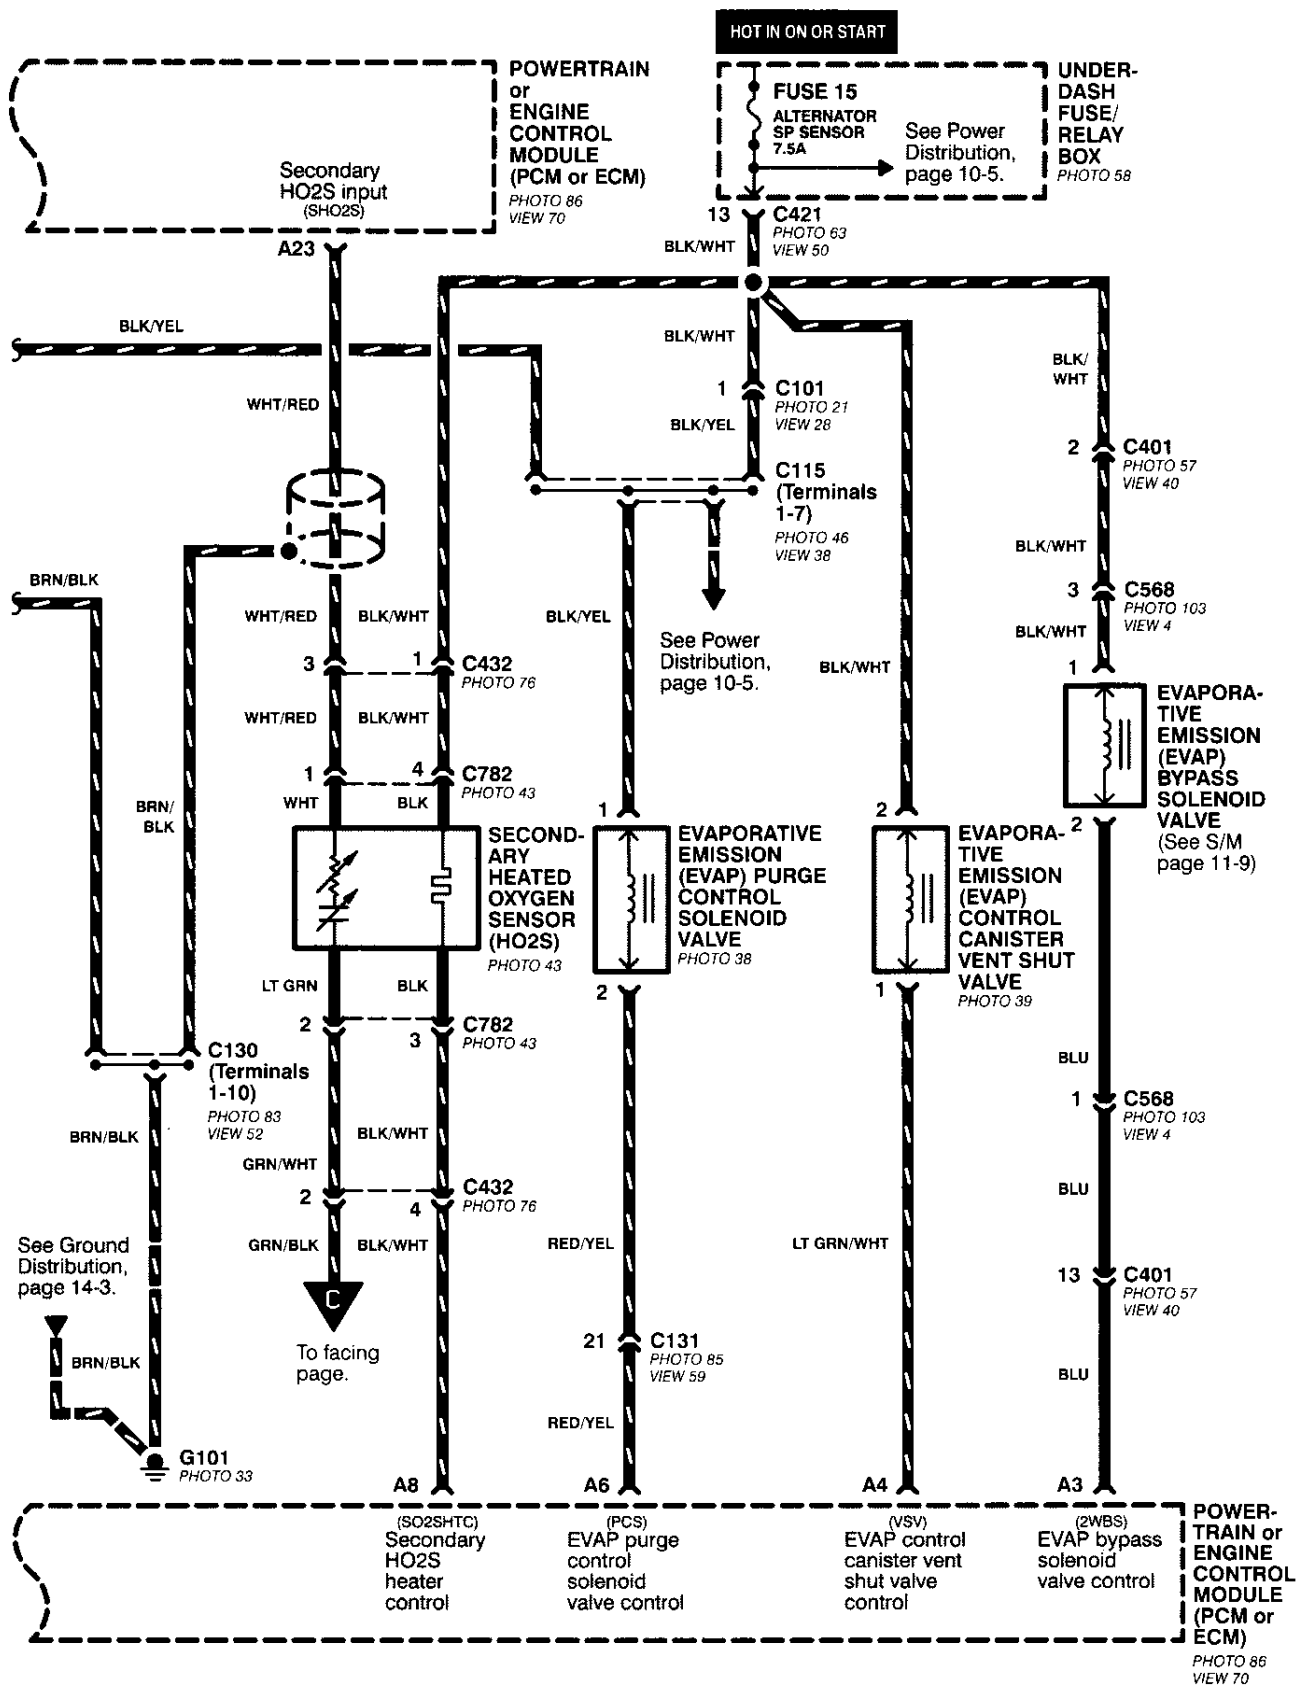 HOT IN ON OR START
POWERTRAIN
or
ENGINE
CONTROL
MODULE
(PCM or ECM)
PHOTO 86
VIEW 70
Secondary
HO2S input
(SHO2S)
A23
FUSE 15
ALTERNATOR
SP SENSOR
7.5A
See Power
Distribution,
page 10-5.
UNDER-
DASH
FUSE/
RELAY
BOX
PHOTO 58
13
C421
PHOTO 63
VIEW 50
BLK/WHT
BLK/YEL
BLK/WHT
WHT/RED
1
C101
PHOTO 21
VIEW 28
BLK/YEL
BLK/
WHT
2
C401
PHOTO 57
VIEW 40
C115
(Terminals
1-7)
PHOTO 46
VIEW 38
BLK/WHT
BRN/BLK
3
C568
PHOTO 103
VIEW 4
WHT/RED
BLK/WHT
BLK/YEL
BLK/WHT
See Power
Distribution,
page 10-5.
3
1
C432
PHOTO 76
BLK/WHT
1
WHT/RED
BLK/WHT
EVAPORA-
TIVE
EMISSION
(EVAP)
BYPASS
SOLENOID
VALVE
(See S/M
page 11-9)
1
4
C782
PHOTO 43
WHT
BLK
BRN/
BLK
1
2
2
SECOND-
ARY
HEATED
OXYGEN
SENSOR
(HO2S)
PHOTO 43
EVAPORATIVE
EMISSION
(EVAP) PURGE
CONTROL
SOLENOID
VALVE
PHOTO 38
EVAPORA-
TIVE
EMISSION
(EVAP)
CONTROL
CANISTER
VENT SHUT
VALVE
PHOTO 39
LT GRN
BLK
2
1
2
3
C782
PHOTO 43
C130
(Terminals
1-10)
PHOTO 83
VIEW 52
BLU
1
C568
PHOTO 103
VIEW 4
BRN/BLK
BLK/WHT
GRN/WHT
2
4
C432
PHOTO 76
BLU
See Ground
Distribution,
page 14-3.
GRN/BLK
BLK/WHT
RED/YEL
LT GRN/WHT
13
C401
PHOTO 57
VIEW 40
C
To facing
page.
21
C131
PHOTO 85
VIEW 59
BRN/BLK
BLU
RED/YEL
G101
PHOTO 33
A8
A6
A4
A3
(SO2SHTC)
Secondary
HO2S
heater
control
(PCS)
EVAP purge
control
solenoid
valve control
(VSV)
EVAP control
canister vent
shut valve
control
(2WBS)
EVAP bypass
solenoid
valve control
POWER-
TRAIN or
ENGINE
CONTROL
MODULE
(PCM or
ECM)
PHOTO 86
VIEW 70